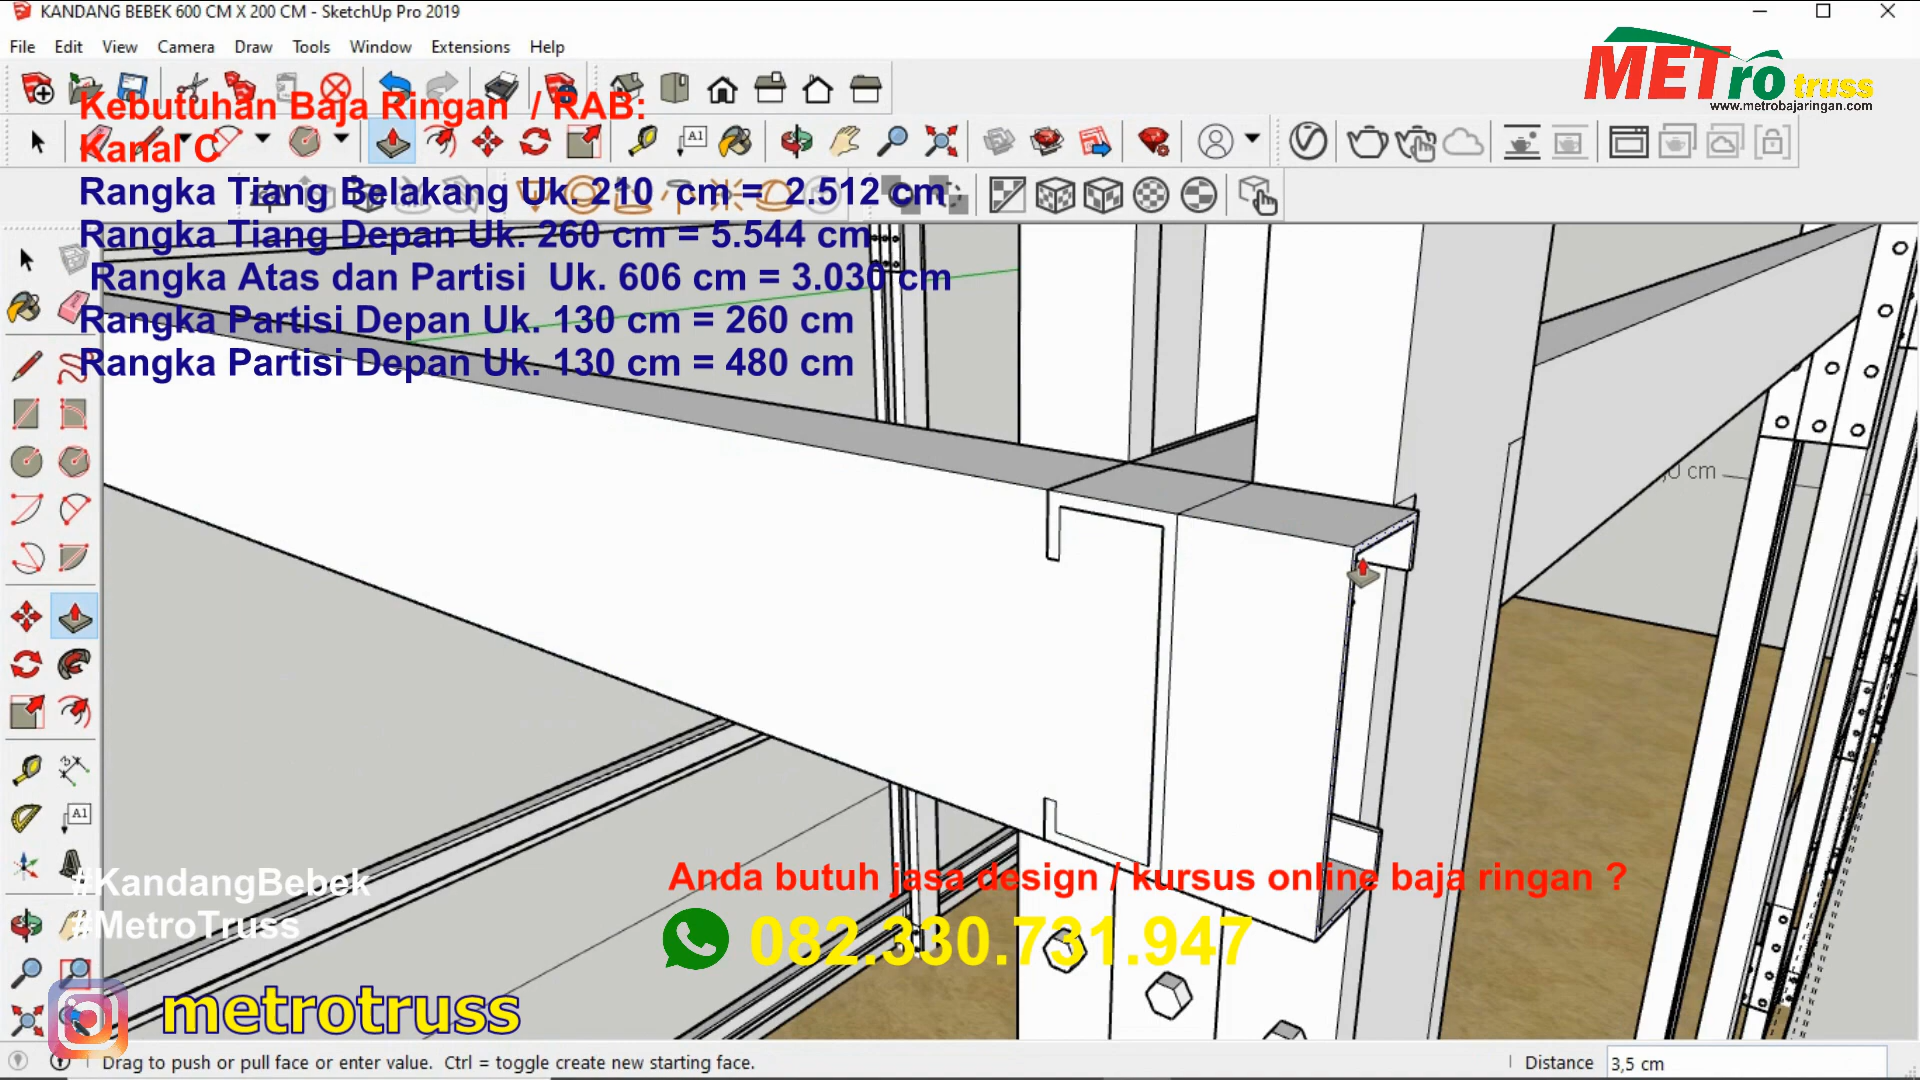 KANDANG BEBEK 600 CM X 200 CM - SketchUp Pro 2019
File Edit View Camera Draw Tools Window Extensions Help
METro truss
www.metrobajaringan.com
Kebutuhan Baja Ringan / RAB:
Kanal C
A1
Rangka Tiang Belakang Uk. 210 cm = 2.512 cm
Rangka Tiang Depan Uk. 260 cm = 5.544 cm
Rangka Atas dan Partisi Uk. 606 cm = 3.030 cm
Rangka Partisi Depan Uk. 130 cm = 260 cm
Rangka Partisi Depan Uk. 130 cm = 480 cm
cm
A1
#KandangBebek
#MetroTruss
Anda butuh jasa design / kursus online baja ringan ?
082.330.731.947
metrotruss
Drag to push or pull face or enter value. Ctrl = toggle create new starting face.
Distance 3,5 cm